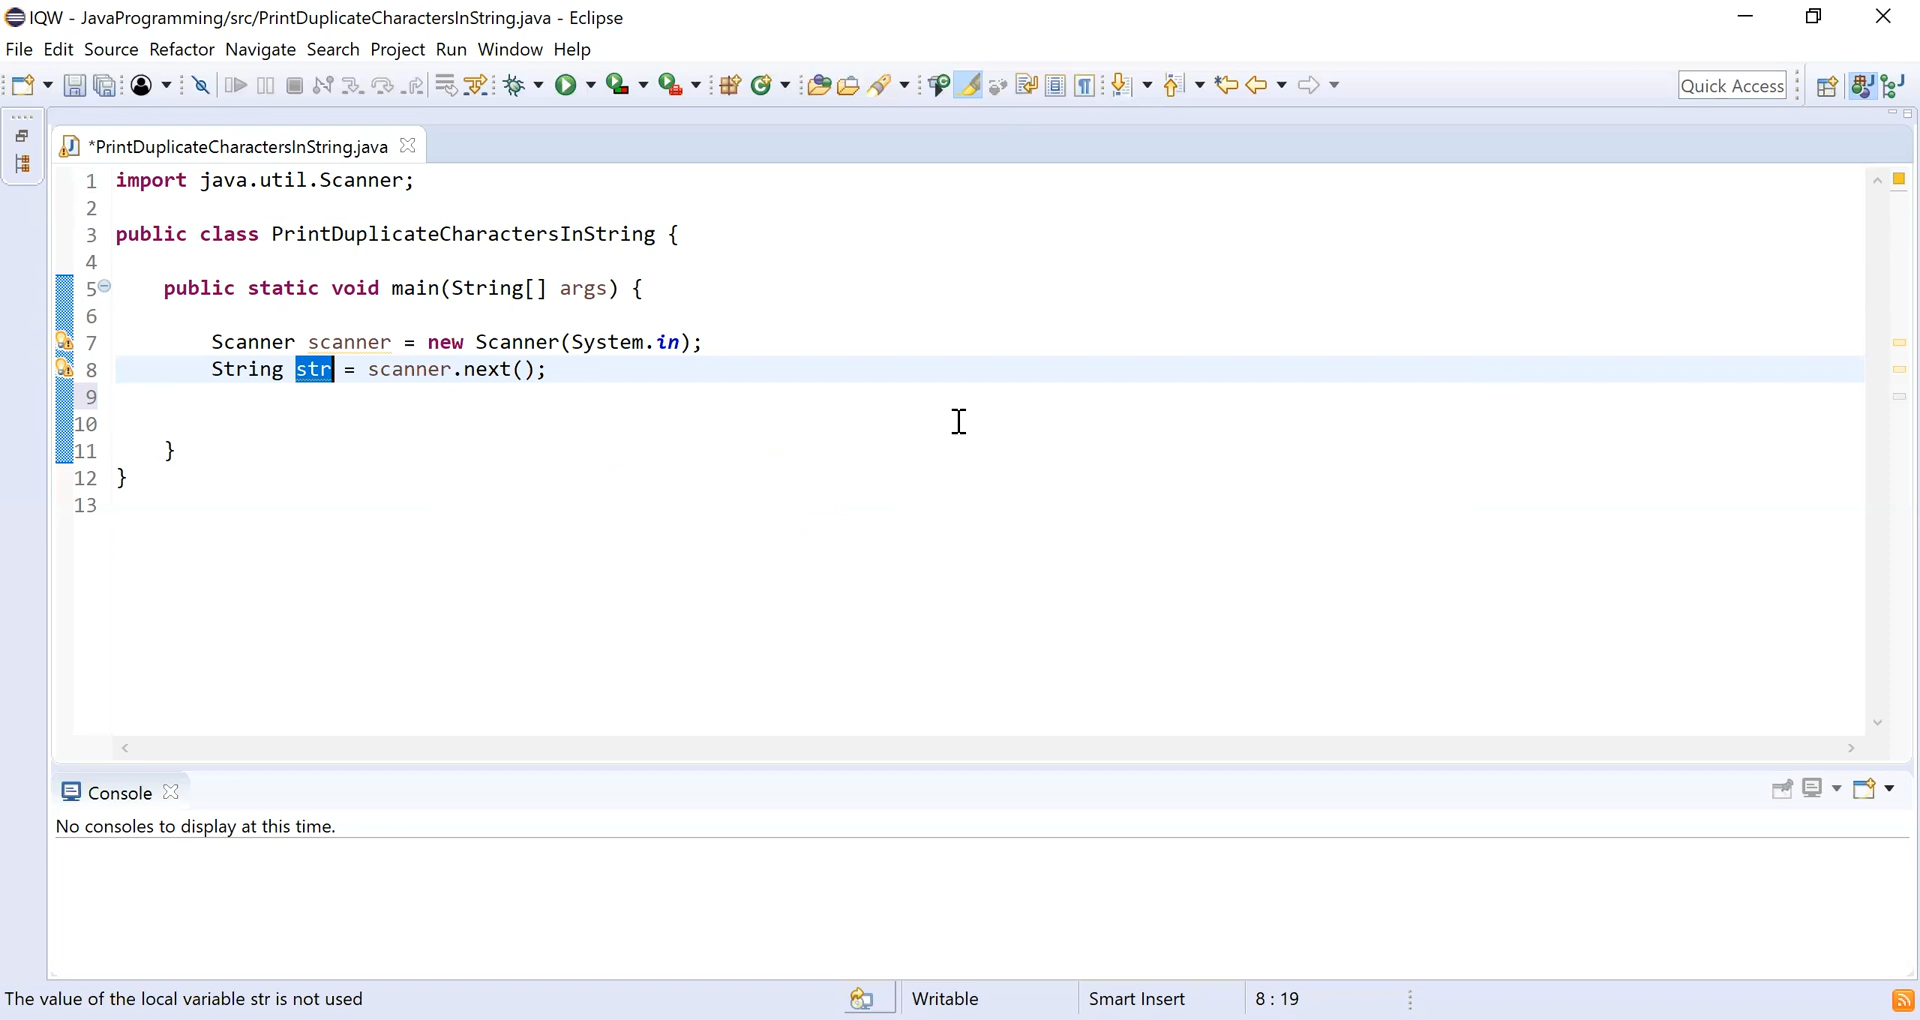 IQW - JavaProgramming/src/PrintDuplicateCharactersInString.java - Eclipse
File Edit Source Refactor Navigate Search Project Run Window Help
Quick Access
*PrintDuplicateCharactersInString.java
1 import java.util.Scanner;
2
3 public class PrintDuplicateCharactersInString {
4
5 public static void main(String[] args) {
6
7 Scanner scanner = new Scanner(System.in);
8 String str = scanner.next();
9
10
11 }
12 }
13
Console
No consoles to display at this time.
The value of the local variable str is not used Writable Smart Insert 8 : 19